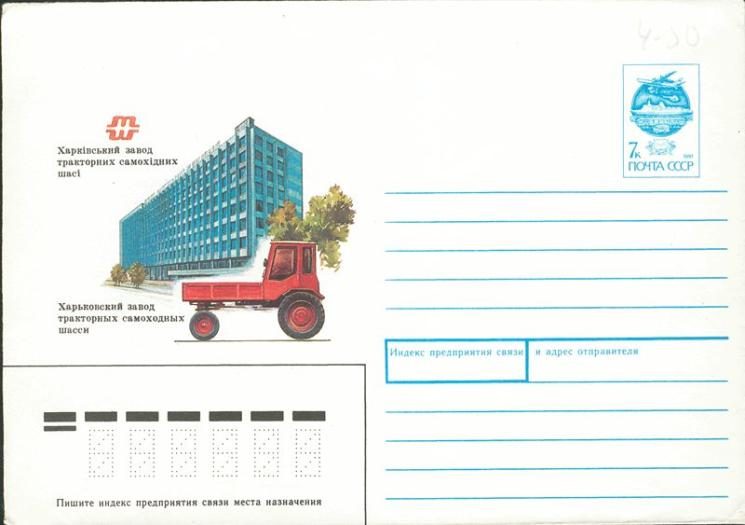 4-50
Харківський завод
тракторних самохідних
шасі
7к
1991
ПОЧТА СССР
Харьковский завод
тракторных самоходных
шасси
Индекс предприятия связи и адрес отправителя
Пишите индекс предприятия связи места назначения